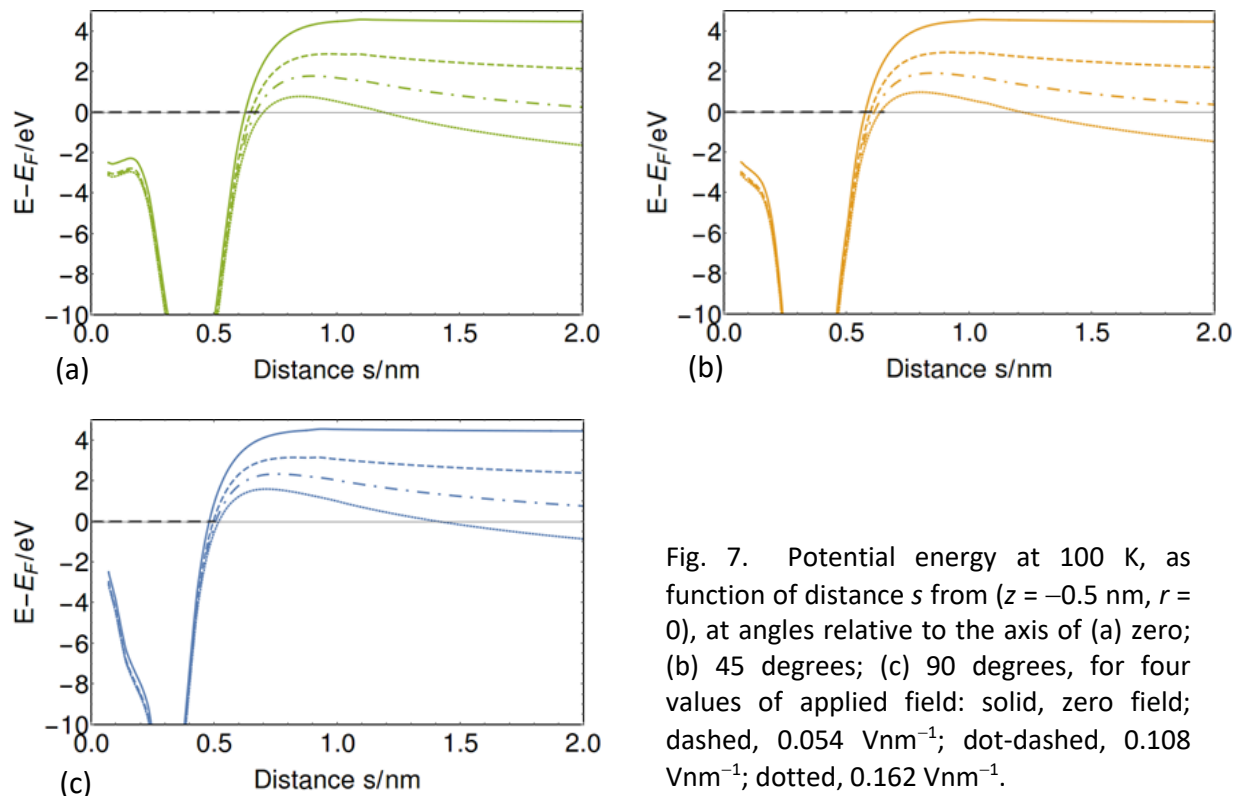 4
2
0
−2
−4
−6
−8
−10
E−E_F/eV
0.0 0.5 1.0 1.5 2.0
Distance s/nm
(a)
4
2
0
−2
−4
−6
−8
−10
E−E_F/eV
0.0 0.5 1.0 1.5 2.0
Distance s/nm
(b)
4
2
0
−2
−4
−6
−8
−10
E−E_F/eV
0.0 0.5 1.0 1.5 2.0
Distance s/nm
(c)
Fig. 7. Potential energy at 100 K, as
function of distance s from (z = −0.5 nm, r =
0), at angles relative to the axis of (a) zero;
(b) 45 degrees; (c) 90 degrees, for four
values of applied field: solid, zero field;
dashed, 0.054 Vnm⁻¹; dot-dashed, 0.108
Vnm⁻¹; dotted, 0.162 Vnm⁻¹.